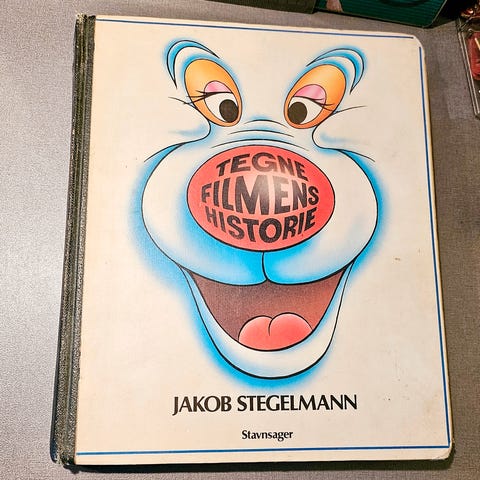 TEGNE
FILMENS
HISTORIE
JAKOB STEGELMANN
Stavnsager